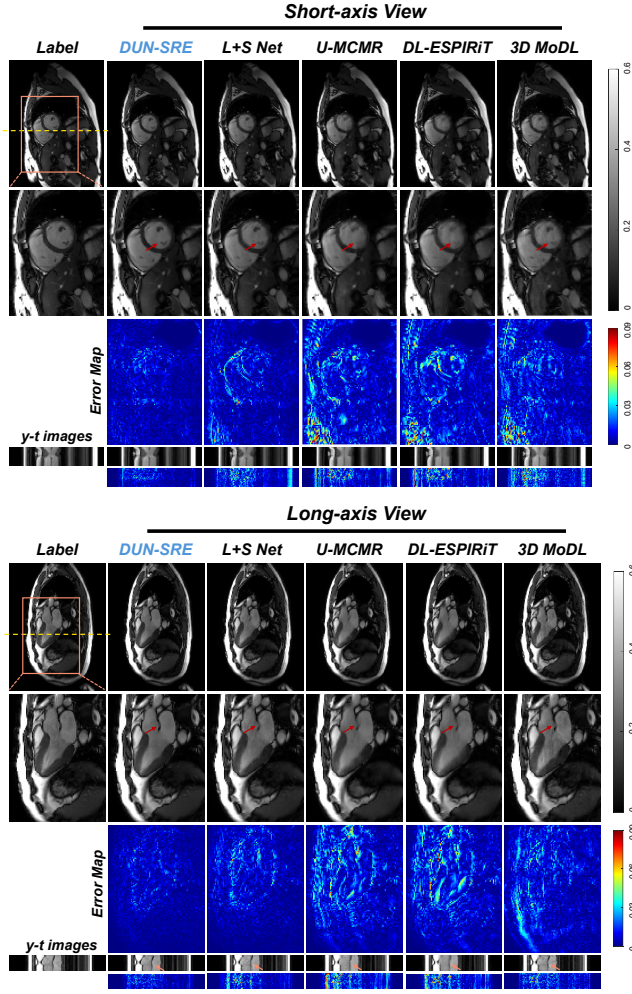 Short-axis View
Label DUN-SRE L+S Net U-MCMR DL-ESPIRiT 3D MoDL
0.6
0.4
0.2
0
Error Map
0.09
0.06
0.03
0
y-t images
Long-axis View
Label DUN-SRE L+S Net U-MCMR DL-ESPIRiT 3D MoDL
Error Map
y-t images